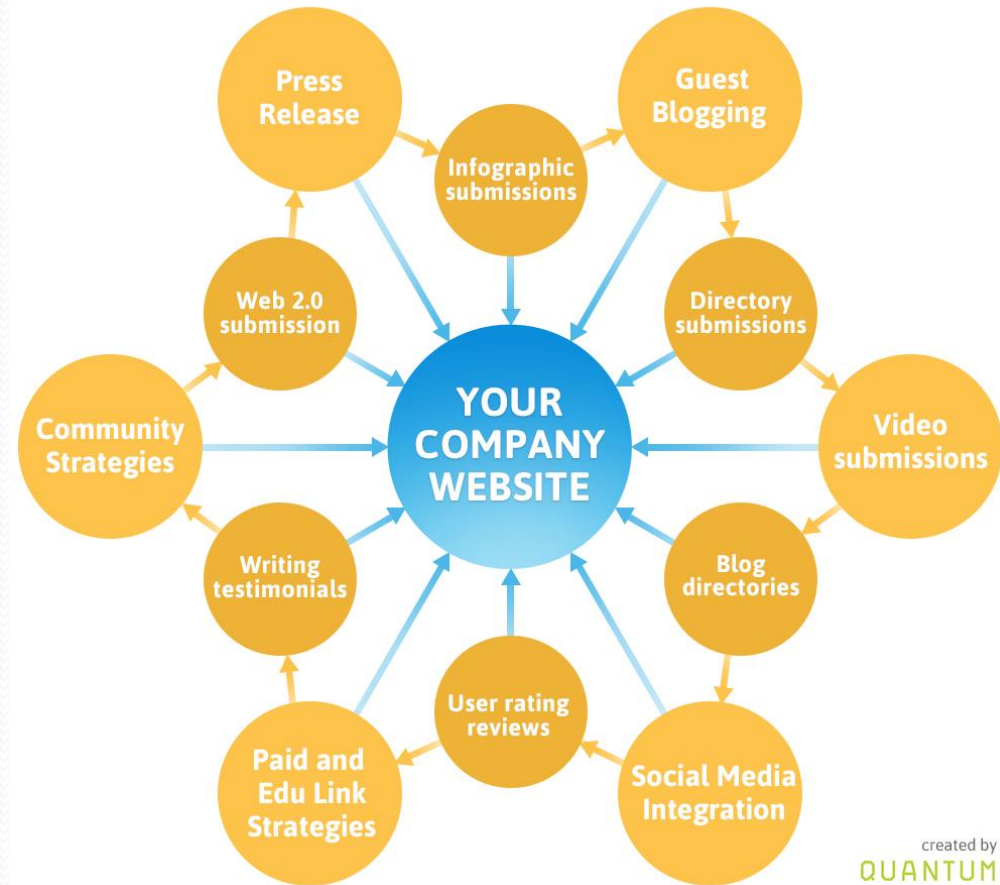 Press
Release
Guest
Blogging
Infographic
submissions
Web 2.0
submission
Directory
submissions
YOUR
COMPANY
WEBSITE
Community
Strategies
Video
submissions
Writing
testimonials
Blog
directories
User rating
reviews
Paid and
Edu Link
Strategies
Social Media
Integration
created by
QUANTUM